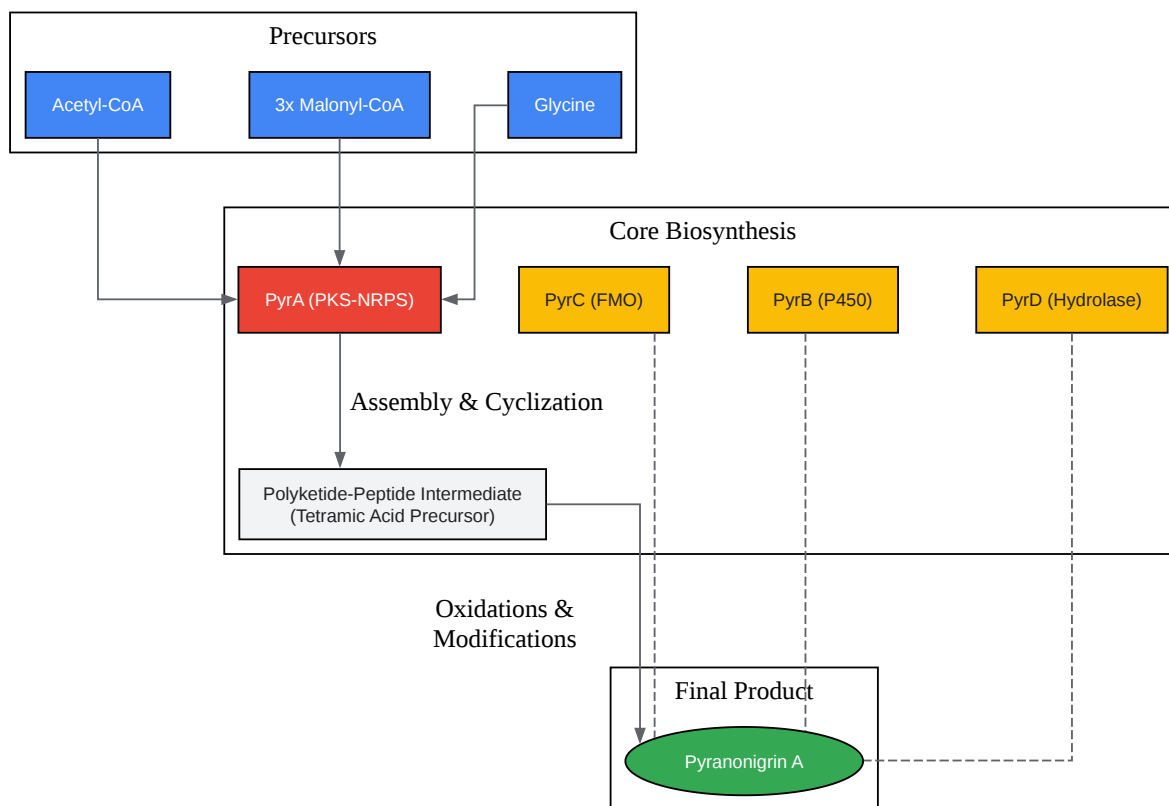 Precursors
Acetyl-CoA
3x Malonyl-CoA
Glycine
Core Biosynthesis
PyrA (PKS-NRPS)
PyrC (FMO)
PyrB (P450)
PyrD (Hydrolase)
Assembly & Cyclization
Polyketide-Peptide Intermediate
(Tetramic Acid Precursor)
Oxidations &
Modifications
Final Product
Pyranonigrin A